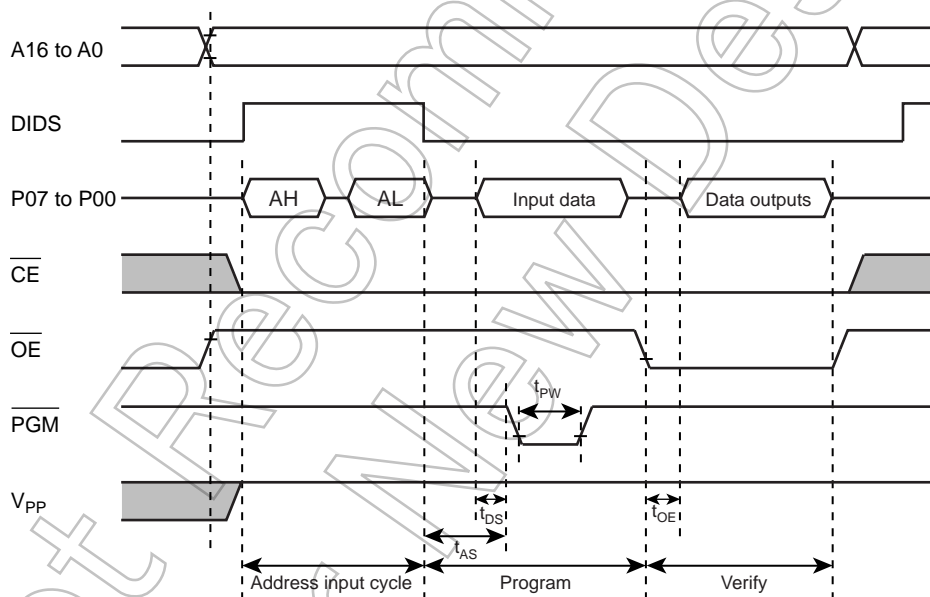 A16 to A0
DIDS
P07 to P00
AH
AL
Input data
Data outputs
CE
OE
PGM
tPW
VPP
tDS
tOE
tAS
Address input cycle
Program
Verify